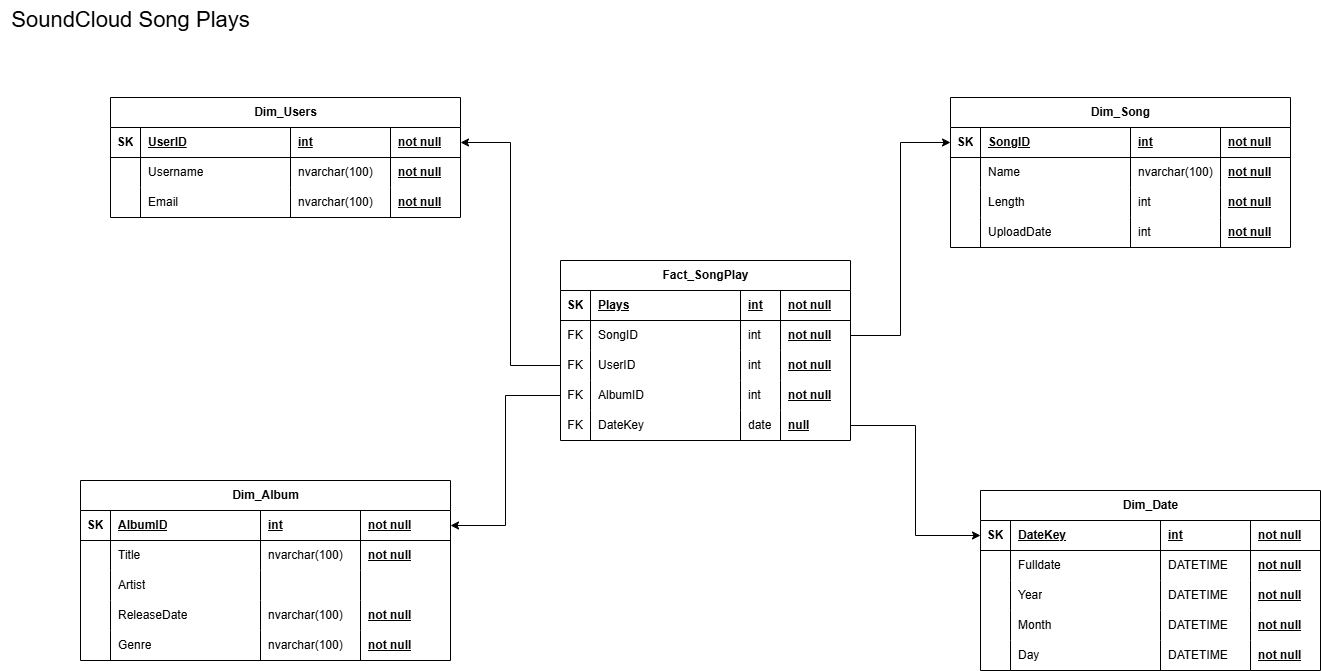 SoundCloud Song Plays
Dim_Users
SK UserID int not null
Username nvarchar(100) not null
Email nvarchar(100) not null
Dim_Song
SK SongID int not null
Name nvarchar(100) not null
Length int not null
UploadDate int not null
Fact_SongPlay
SK Plays int not null
FK SongID int not null
FK UserID int not null
FK AlbumID int not null
FK DateKey date null
Dim_Album
SK AlbumID int not null
Title nvarchar(100) not null
Artist
ReleaseDate nvarchar(100) not null
Genre nvarchar(100) not null
Dim_Date
SK DateKey int not null
Fulldate DATETIME not null
Year DATETIME not null
Month DATETIME not null
Day DATETIME not null